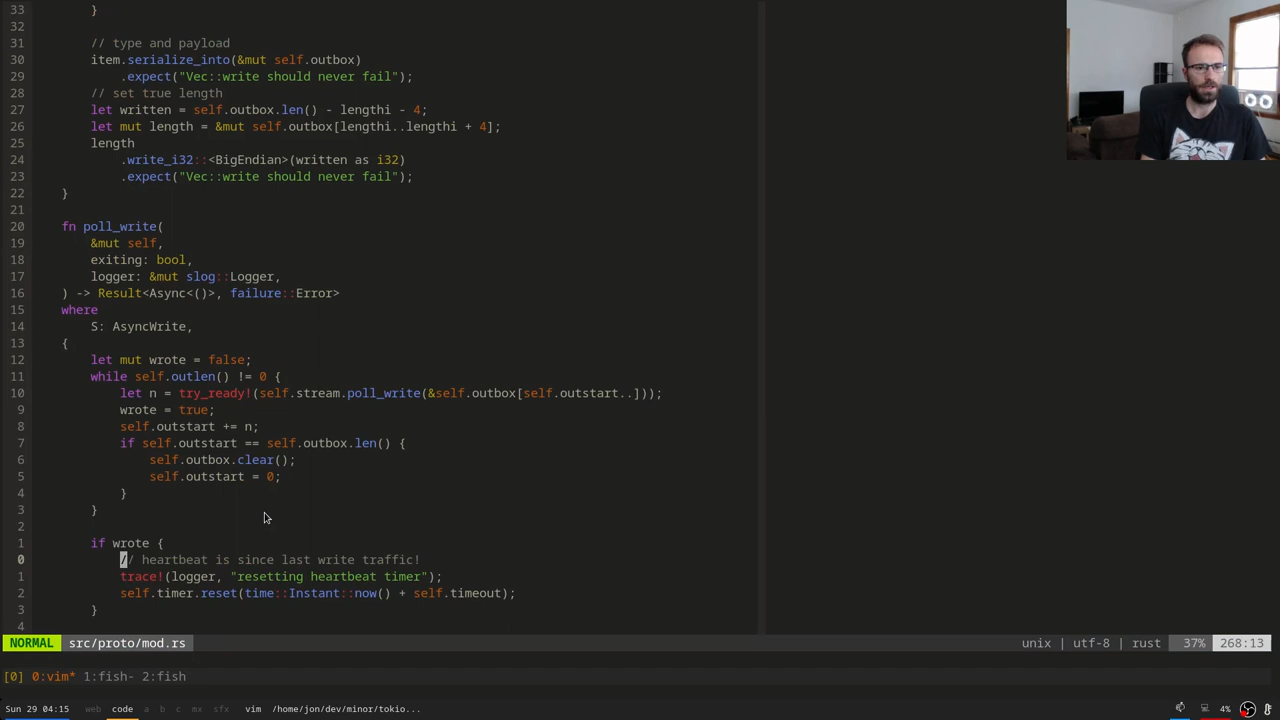 33 }
32
31 // type and payload
30 item.serialize_into(&mut self.outbox)
29 .expect("Vec::write should never fail");
28 // set true length
27 let written = self.outbox.len() - lengthi - 4;
26 let mut length = &mut self.outbox[lengthi..lengthi + 4];
25 length
24 .write_i32::<BigEndian>(written as i32)
23 .expect("Vec::write should never fail");
22 }
21
20 fn poll_write(
19 &mut self,
18 exiting: bool,
17 logger: &mut slog::Logger,
16 ) -> Result<Async<()>, failure::Error>
15 where
14 S: AsyncWrite,
13 {
12 let mut wrote = false;
11 while self.outlen() != 0 {
10 let n = try_ready!(self.stream.poll_write(&self.outbox[self.outstart..]));
9 wrote = true;
8 self.outstart += n;
7 if self.outstart == self.outbox.len() {
6 self.outbox.clear();
5 self.outstart = 0;
4 }
3 }
2
1 if wrote {
0 // heartbeat is since last write traffic!
1 trace!(logger, "resetting heartbeat timer");
2 self.timer.reset(time::Instant::now() + self.timeout);
3 }
4
NORMAL src/proto/mod.rs unix | utf-8 | rust 37% 268:13
[0] 0:vim* 1:fish- 2:fish
Sun 29 04:15 web code a b c mx sfx vim /home/jon/dev/minor/tokio... 4%